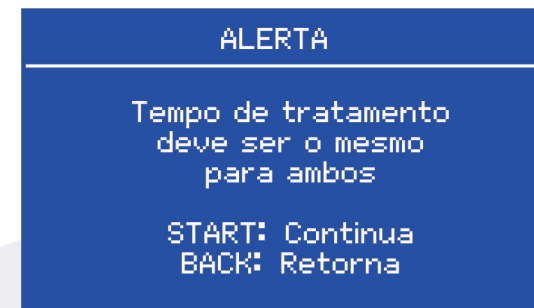 ALERTA
Tempo de tratamento
deve ser o mesmo
para ambos
START: Continua
BACK: Retorna